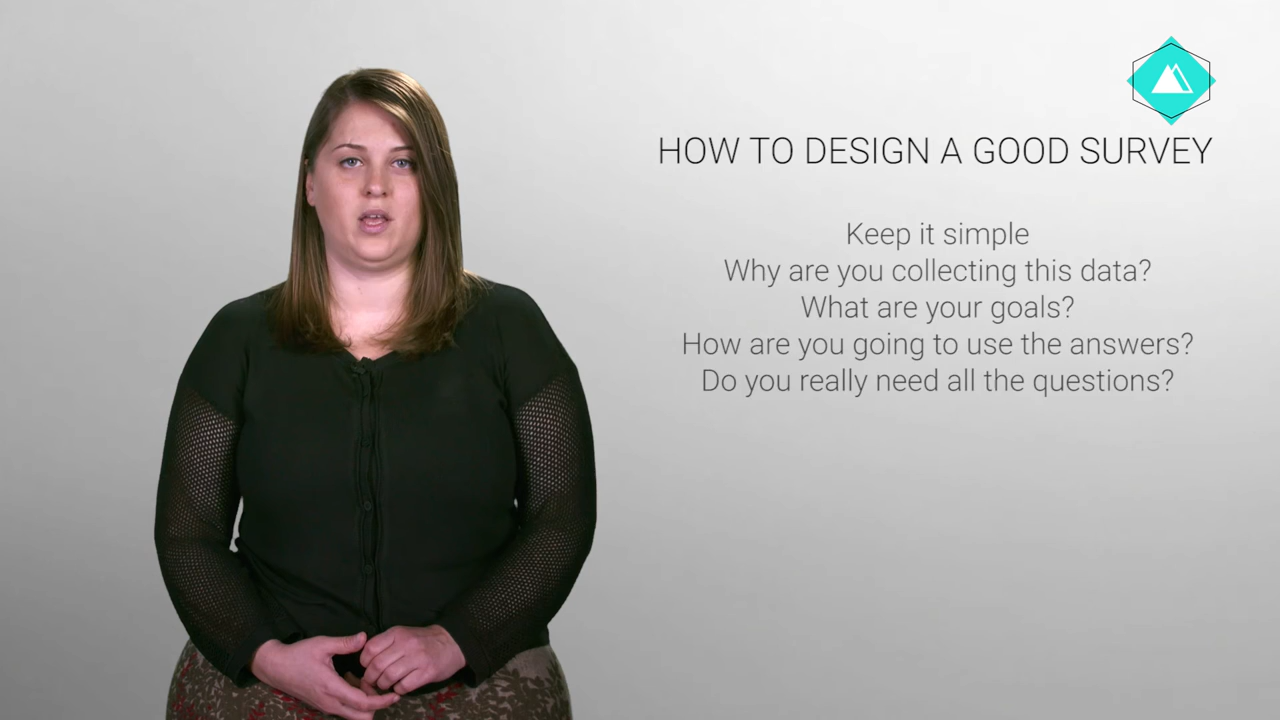 HOW TO DESIGN A GOOD SURVEY
Keep it simple
Why are you collecting this data?
What are your goals?
How are you going to use the answers?
Do you really need all the questions?